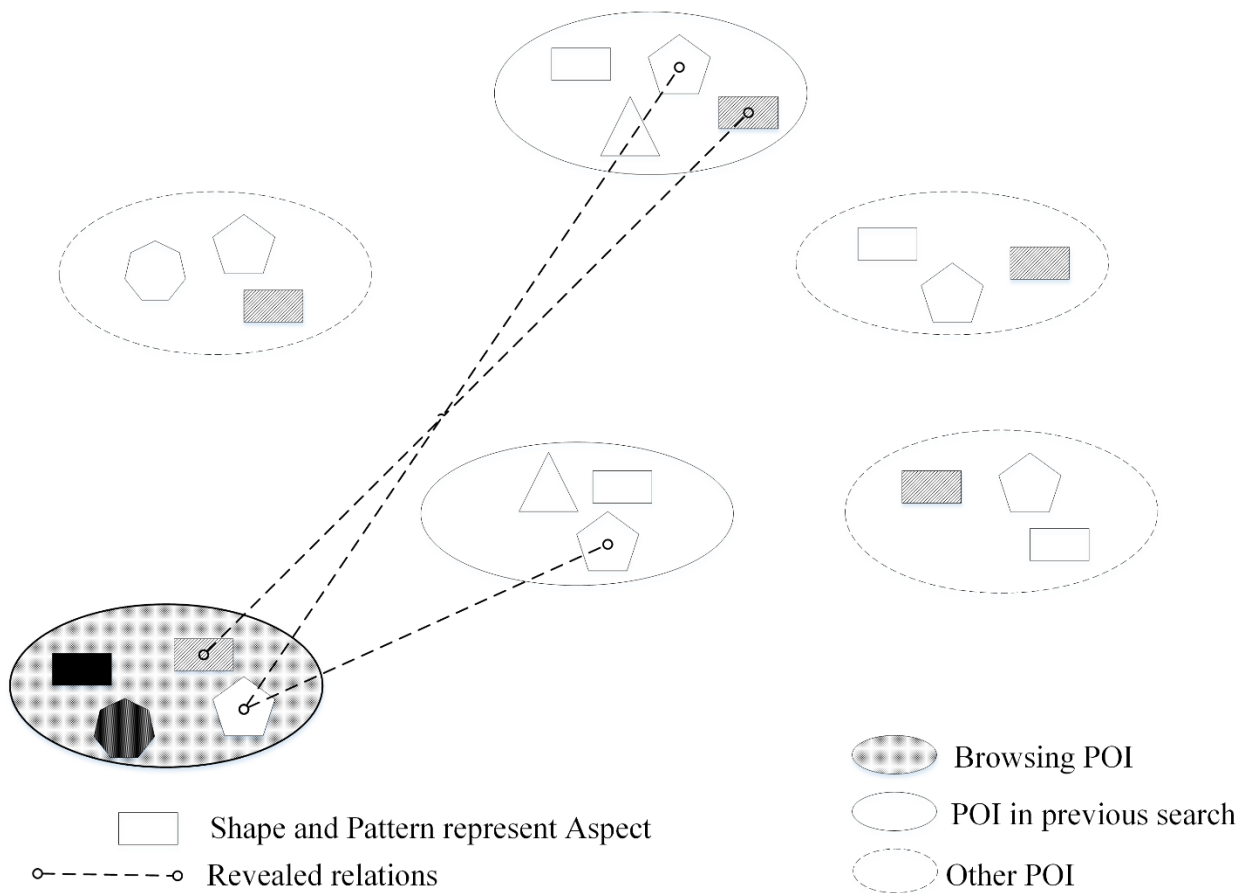 Browsing POI
Shape and Pattern represent Aspect
POI in previous search
Revealed relations
Other POI